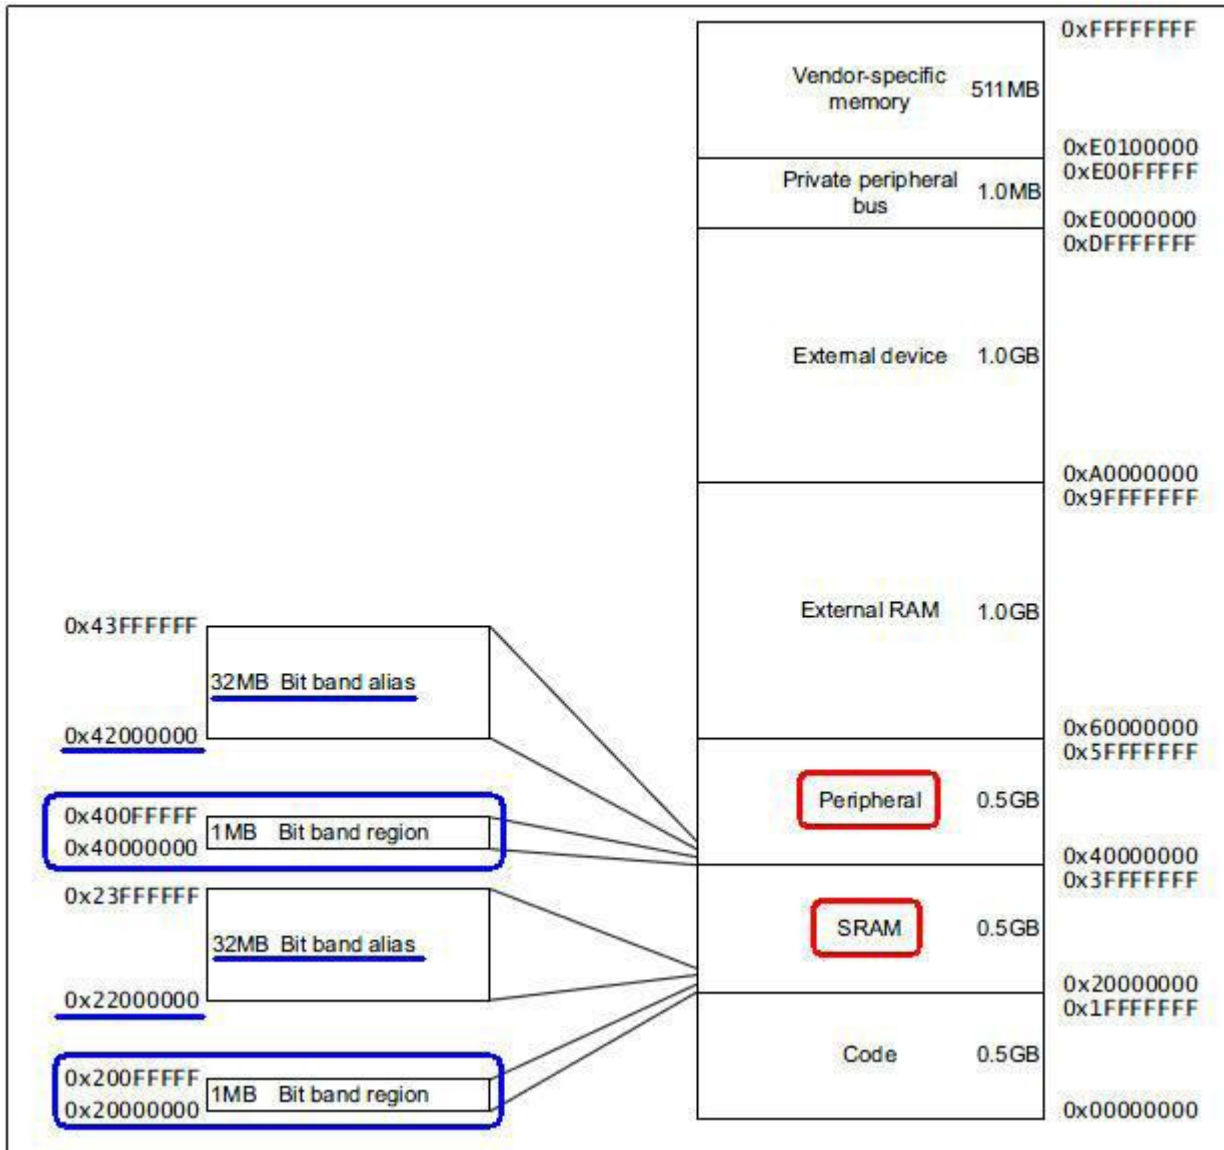 0xFFFFFFFF
Vendor-specific
memory
511MB
0xE0100000
0xE00FFFFF
Private peripheral
bus
1.0MB
0xE0000000
0xDFFFFFFF
External device 1.0GB
0xA0000000
0x9FFFFFFF
External RAM 1.0GB
0x60000000
0x5FFFFFFF
Peripheral 0.5GB
0x40000000
0x3FFFFFFF
SRAM 0.5GB
0x20000000
0x1FFFFFFF
Code 0.5GB
0x00000000
0x43FFFFFF
32MB Bit band alias
0x42000000
0x400FFFFF
1MB Bit band region
0x40000000
0x23FFFFFF
32MB Bit band alias
0x22000000
0x200FFFFF
1MB Bit band region
0x20000000